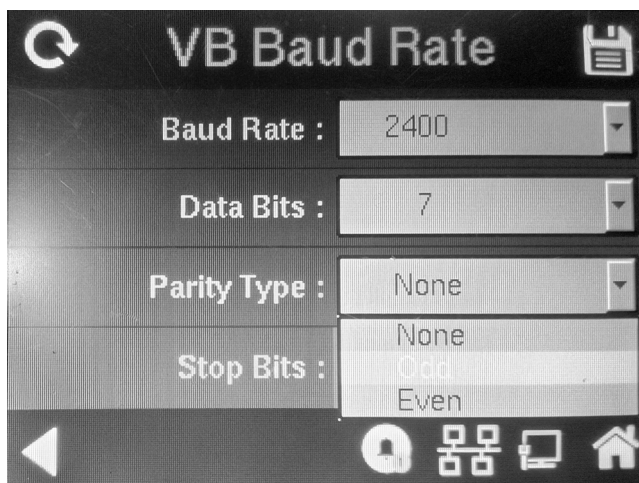 VB Baud Rate
Baud Rate : 2400
Data Bits : 7
Parity Type : None
None
Odd
Stop Bits :
Even